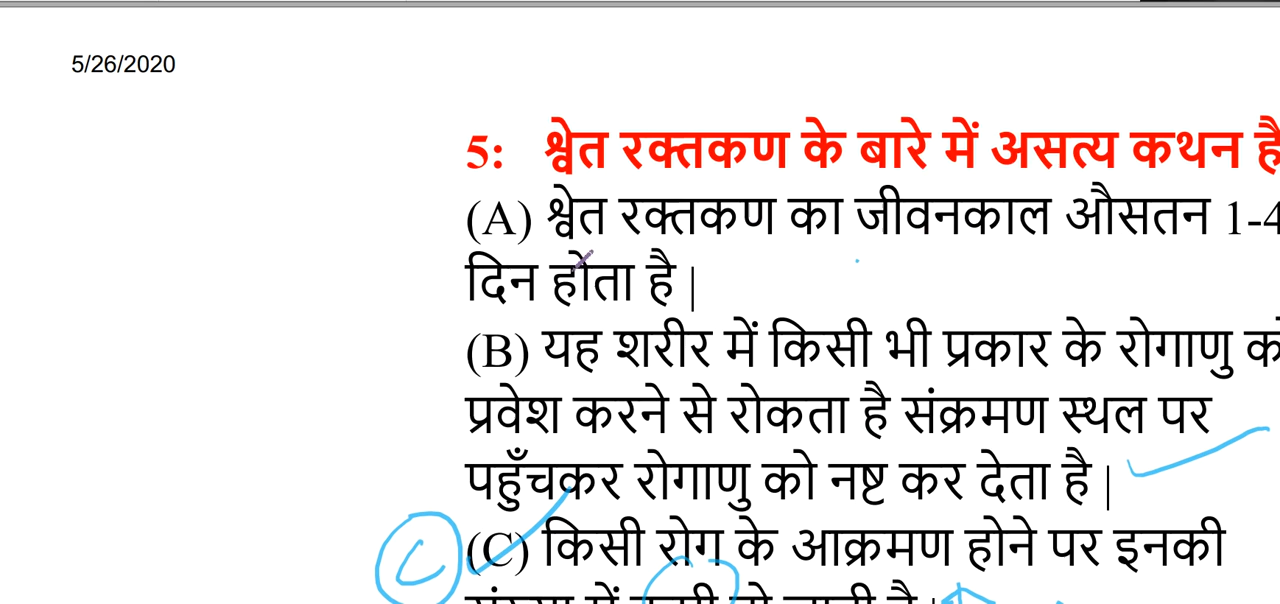 5/26/2020
5: श्वेत रक्तकण के बारे में असत्य कथन है
(A) श्वेत रक्तकण का जीवनकाल औसतन 1-4
दिन होता है |
(B) यह शरीर में किसी भी प्रकार के रोगाणु को
प्रवेश करने से रोकता है संक्रमण स्थल पर
पहुँचकर रोगाणु को नष्ट कर देता है |
C (C) किसी रोग के आक्रमण होने पर इनकी